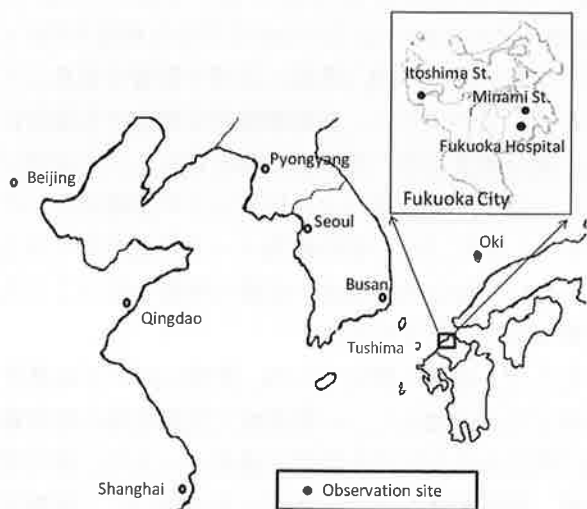 Itoshima St.
Minami St.
Fukuoka Hospital
Fukuoka City
Pyongyang
Beijing
Seoul
Oki
Busan
Qingdao
Tushima
Shanghai
Observation site